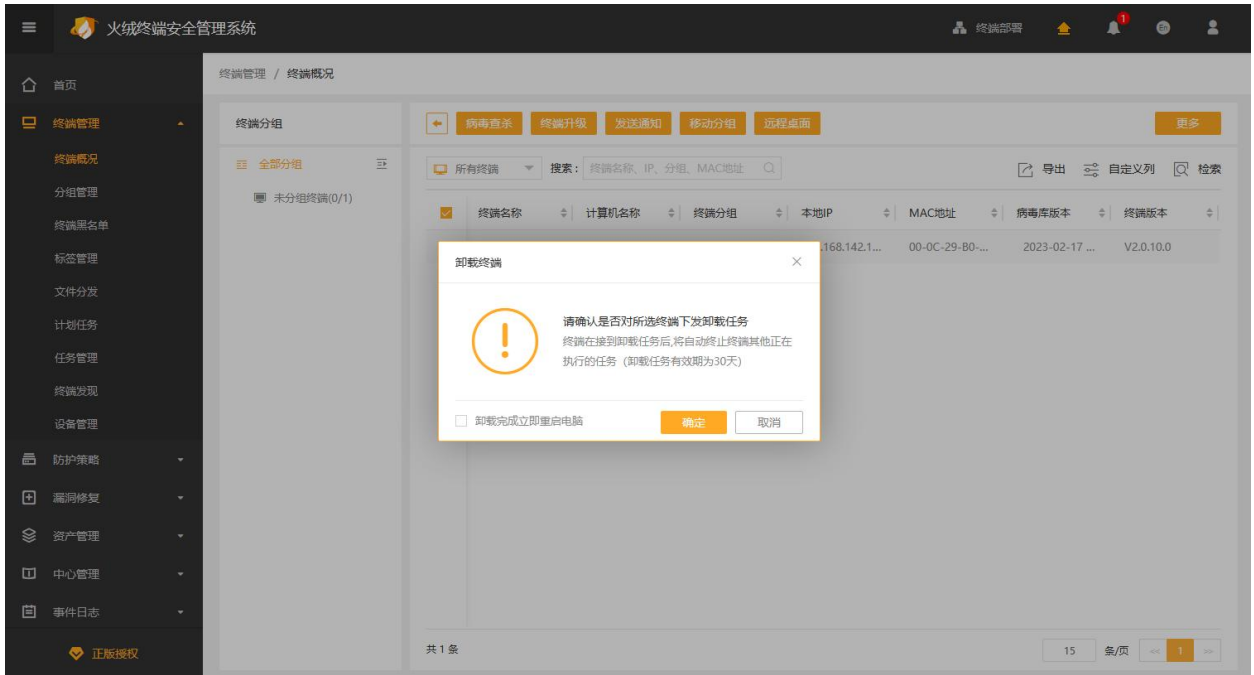 火绒终端安全管理系统
终端部署
1
En
首页
终端管理 / 终端概况
终端管理
终端概况
分组管理
终端黑名单
标签管理
文件分发
计划任务
任务管理
终端发现
设备管理
防护策略
漏洞修复
资产管理
中心管理
事件日志
正版授权
终端分组
全部分组
未分组终端(0/1)
病毒查杀 终端升级 发送通知 移动分组 远程桌面 更多
所有终端 搜索: 终端名称、IP、分组、MAC地址 导出 自定义列 检索
终端名称 计算机名称 终端分组 本地IP MAC地址 病毒库版本 终端版本
.168.142.1... 00-0C-29-B0-... 2023-02-17 ... V2.0.10.0
卸载终端
请确认是否对所选终端下发卸载任务
终端在接到卸载任务后,将自动终止终端其他正在
执行的任务 (卸载任务有效期为30天)
卸载完成立即重启电脑 确定 取消
共 1 条 15 条/页 << 1 >>